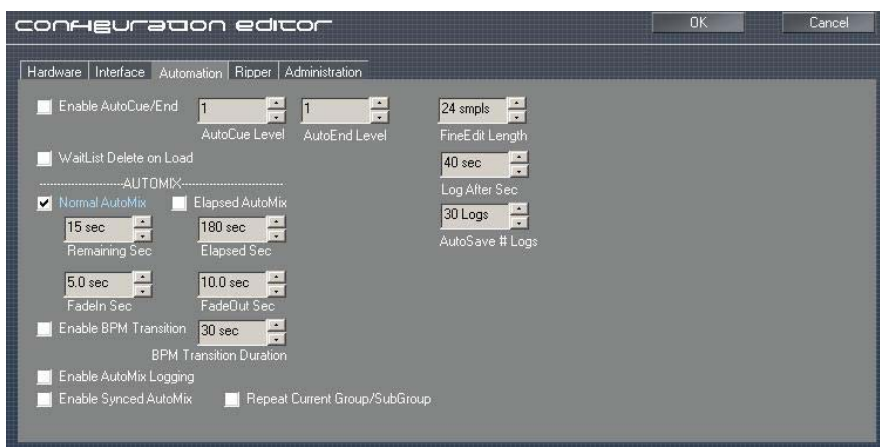 configuration editor
OK
Cancel
Hardware Interface Automation Ripper Administration
Enable AutoCue/End
1
1
24 smpls
AutoCue Level
AutoEnd Level
FineEdit Length
WaitList Delete on Load
40 sec
Log After Sec
----------------------AUTOMIX---------------------------
Normal AutoMix
Elapsed AutoMix
30 Logs
AutoSave # Logs
15 sec
180 sec
Remaining Sec
Elapsed Sec
5.0 sec
10.0 sec
FadeIn Sec
FadeOut Sec
Enable BPM Transition
30 sec
BPM Transition Duration
Enable AutoMix Logging
Enable Synced AutoMix
Repeat Current Group/SubGroup